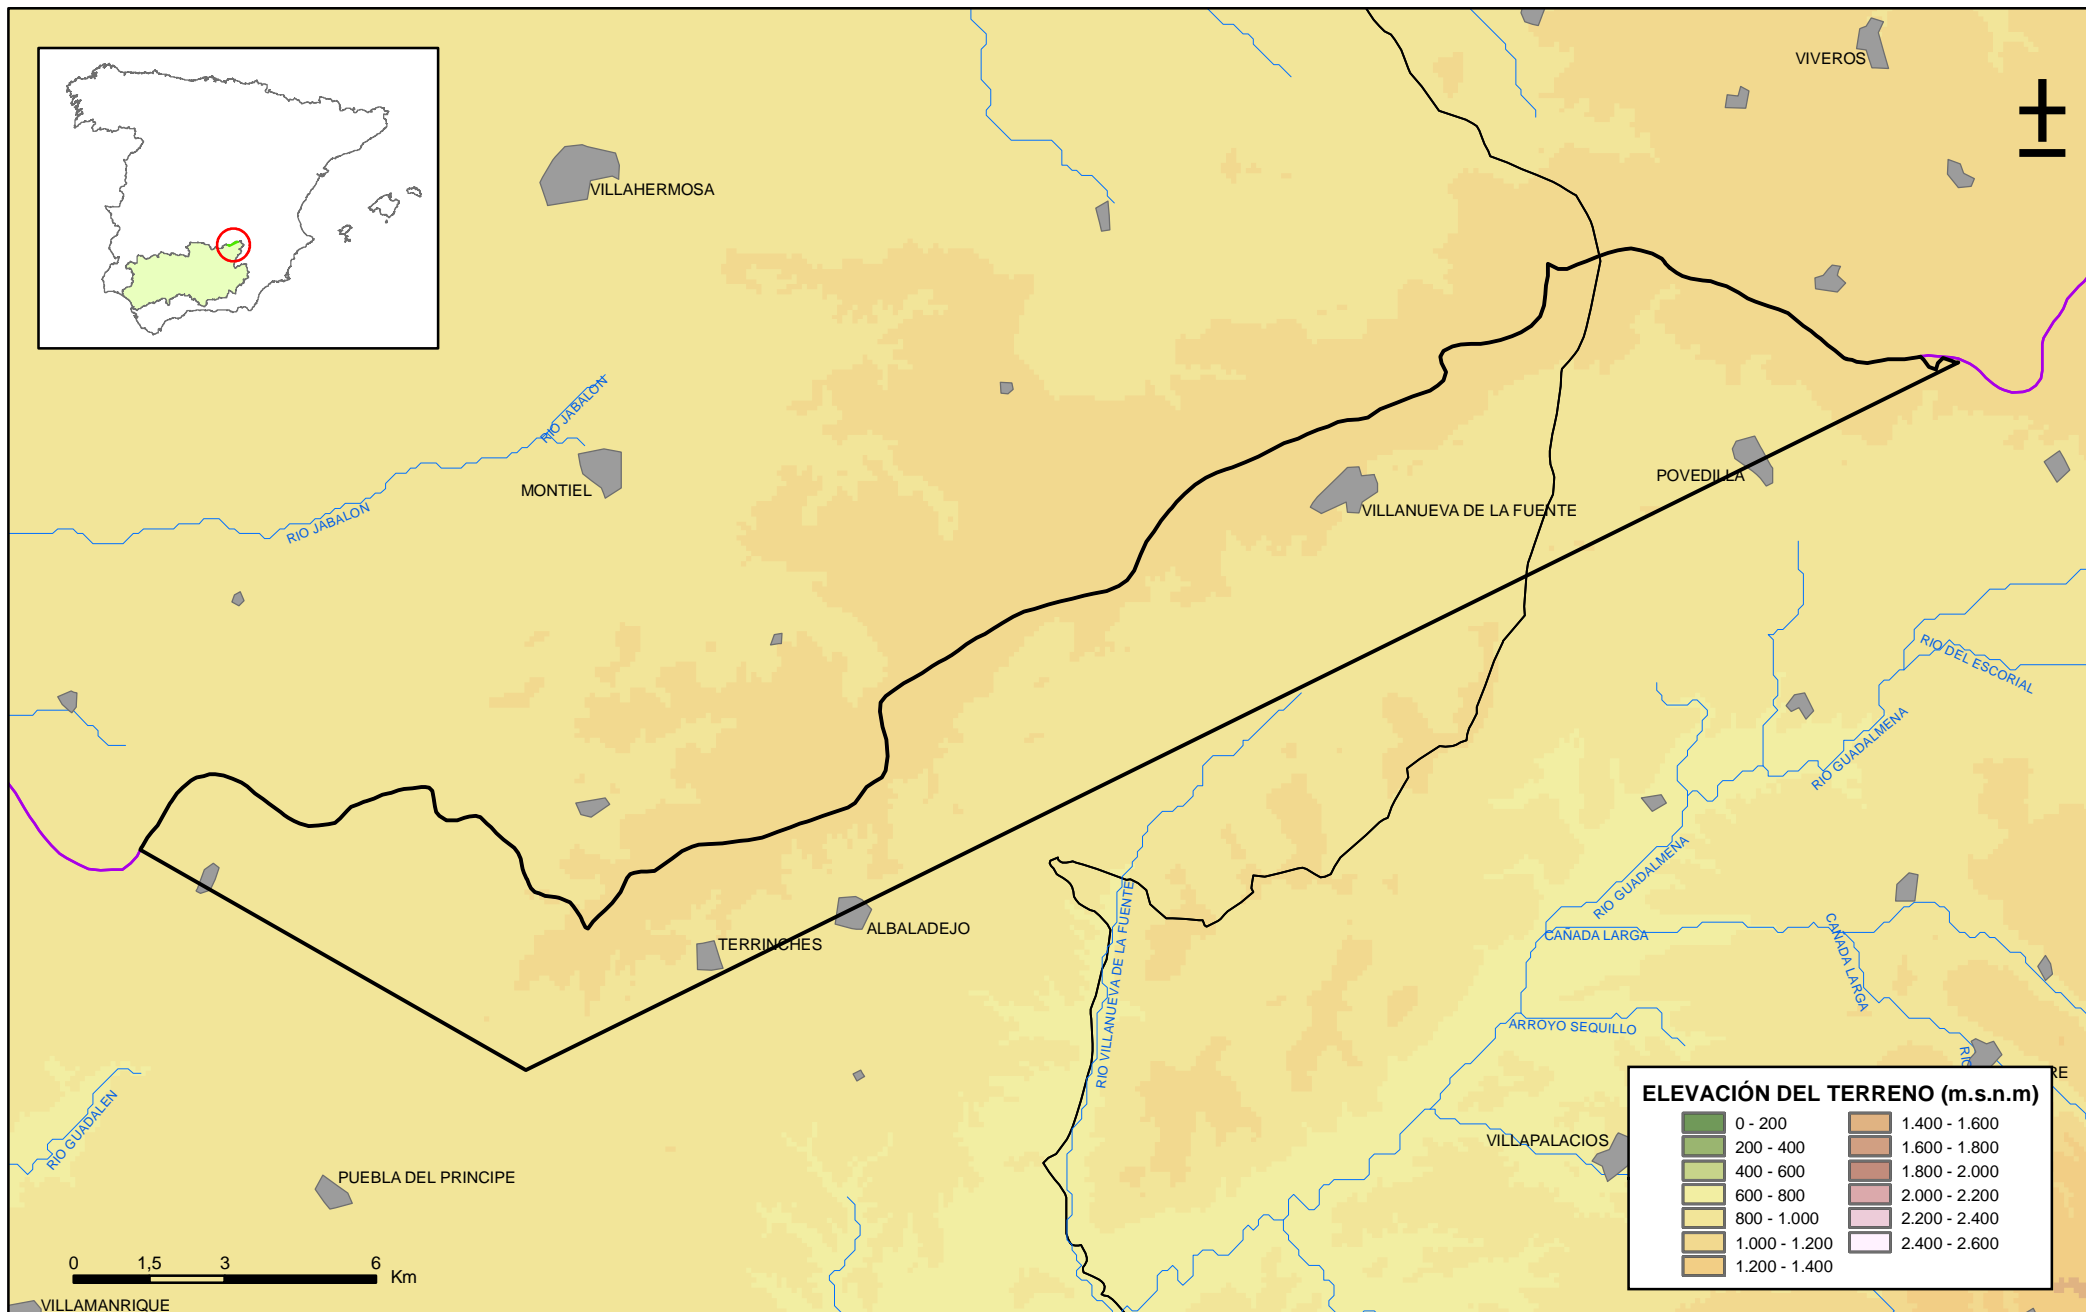 VIVEROS
VILLAHERMOSA
RIO JABALON
MONTIEL
RIO JABALON
POVEDILLA
VILLANUEVA DE LA FUENTE
RIO DEL ESCORIAL
RIO GUADALMENA
RIO GUADALMENA
ALBALADEJO
TERRINCHES
RIO VILLANUEVA DE LA FUENTE
CAÑADA LARGA
CAÑADA LARGA
ARROYO SEQUILLO
RIO
RE
RIO GUADALEN
VILLAPALACIOS
PUEBLA DEL PRINCIPE
VILLAMANRIQUE
0 1,5 3 6 Km
ELEVACIÓN DEL TERRENO (m.s.n.m)
0 - 200
200 - 400
400 - 600
600 - 800
800 - 1.000
1.000 - 1.200
1.200 - 1.400
1.400 - 1.600
1.600 - 1.800
1.800 - 2.000
2.000 - 2.200
2.200 - 2.400
2.400 - 2.600